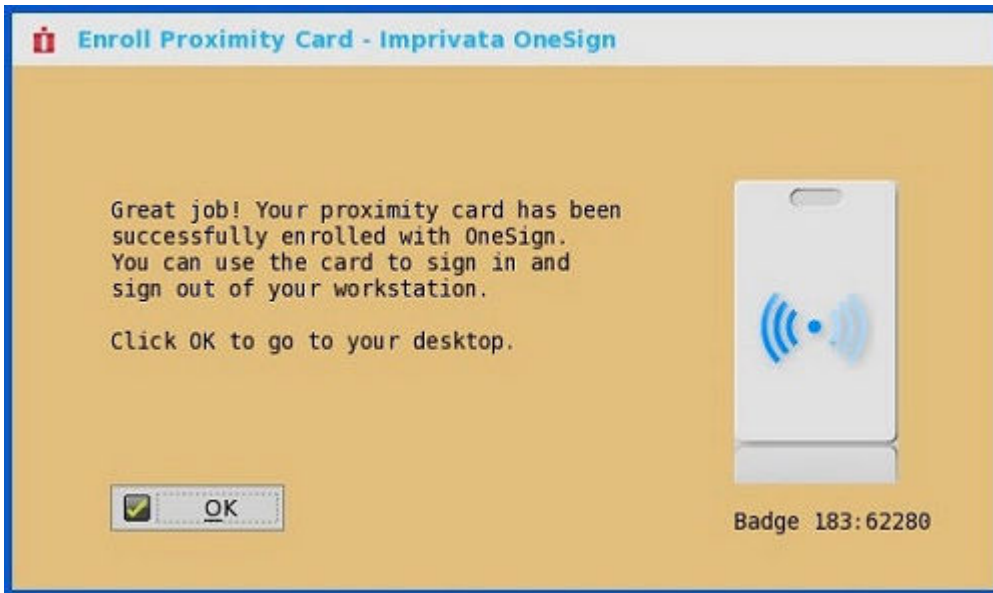 Enroll Proximity Card - Imprivata OneSign
Great job! Your proximity card has been
successfully enrolled with OneSign.
You can use the card to sign in and
sign out of your workstation.
Click OK to go to your desktop.
OK
Badge 183:62280